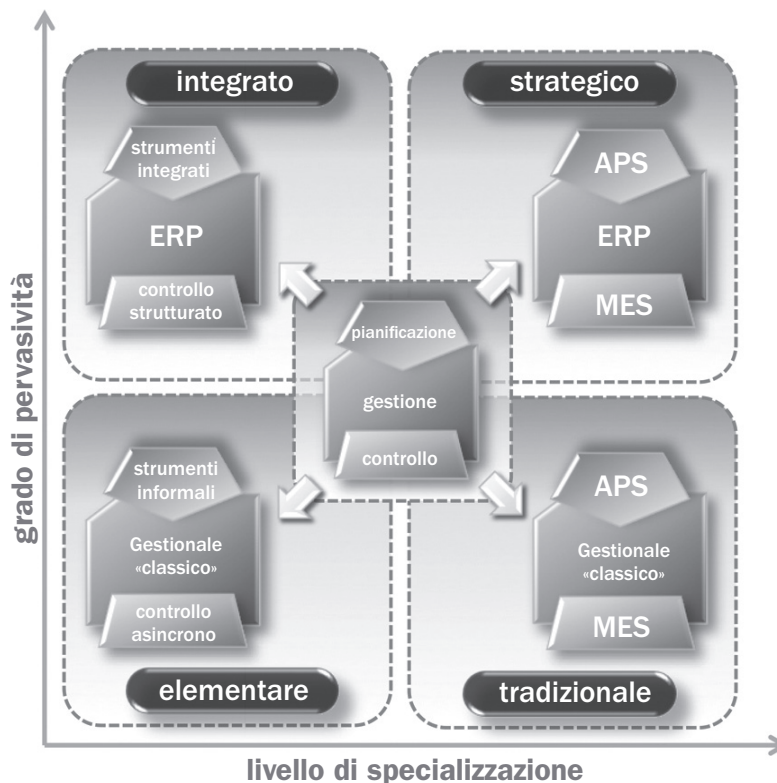 integrato
strumenti
integrati
ERP
controllo
strutturato
strategico
APS
ERP
MES
pianificazione
gestione
controllo
strumenti
informali
Gestionale
«classico»
controllo
asincrono
elementare
APS
Gestionale
«classico»
MES
tradizionale
grado di pervasività
livello di specializzazione